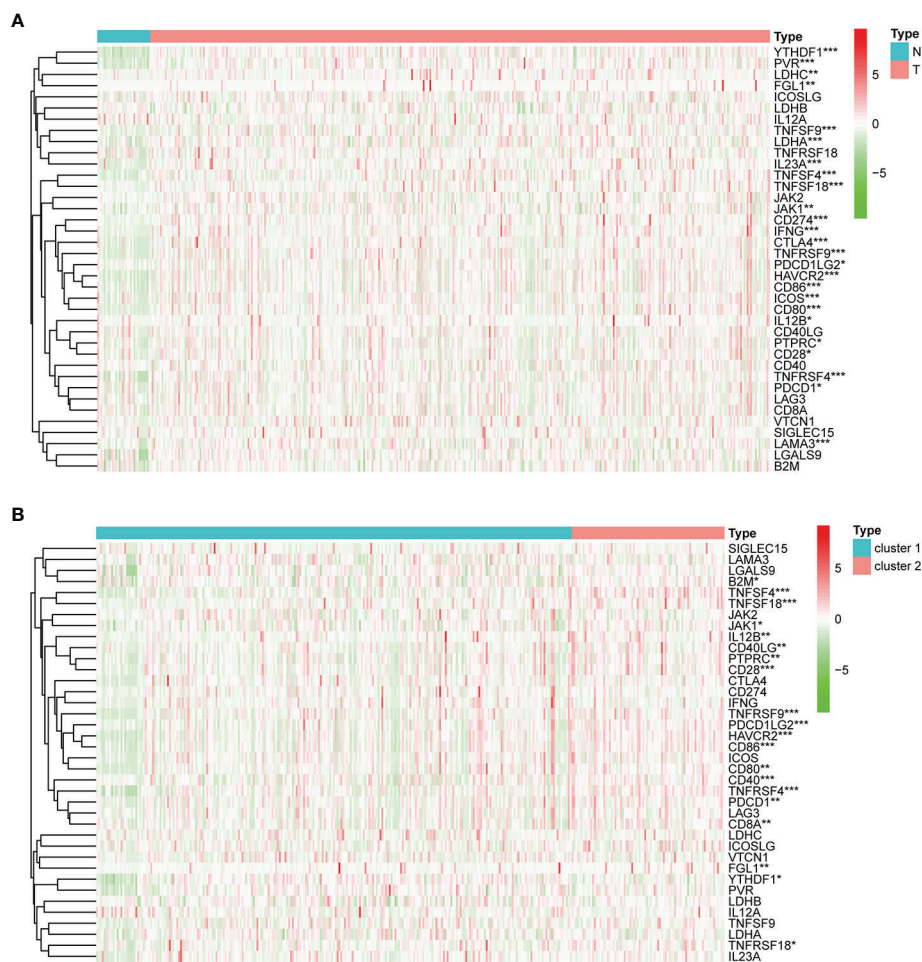 A
Type
YTHDF1***
PVR***
LDHC**
FGL1**
ICOSLG
LDHB
IL12A
TNFSF9***
LDHA***
TNFRSF18
IL23A***
TNFSF4***
TNFSF18***
JAK2
JAK1**
CD274***
IFNG***
CTLA4***
TNFRSF9***
PDCD1LG2*
HAVCR2***
CD86***
ICOS***
CD80***
IL12B*
CD40LG
PTPRC*
CD28*
CD40
TNFRSF4***
PDCD1*
LAG3
CD8A
VTCN1
SIGLEC15
LAMA3***
LGALS9
B2M
5
0
−5
Type
N
T
B
Type
SIGLEC15
LAMA3
LGALS9
B2M*
TNFSF4***
TNFSF18***
JAK2
JAK1*
IL12B**
CD40LG**
PTPRC**
CD28***
CTLA4
CD274
IFNG
TNFRSF9***
PDCD1LG2***
HAVCR2***
CD86***
ICOS
CD80**
CD40***
TNFRSF4***
PDCD1**
LAG3
CD8A**
LDHC
ICOSLG
VTCN1
FGL1**
YTHDF1*
PVR
LDHB
IL12A
TNFSF9
LDHA
TNFRSF18*
IL23A
5
0
−5
Type
cluster 1
cluster 2